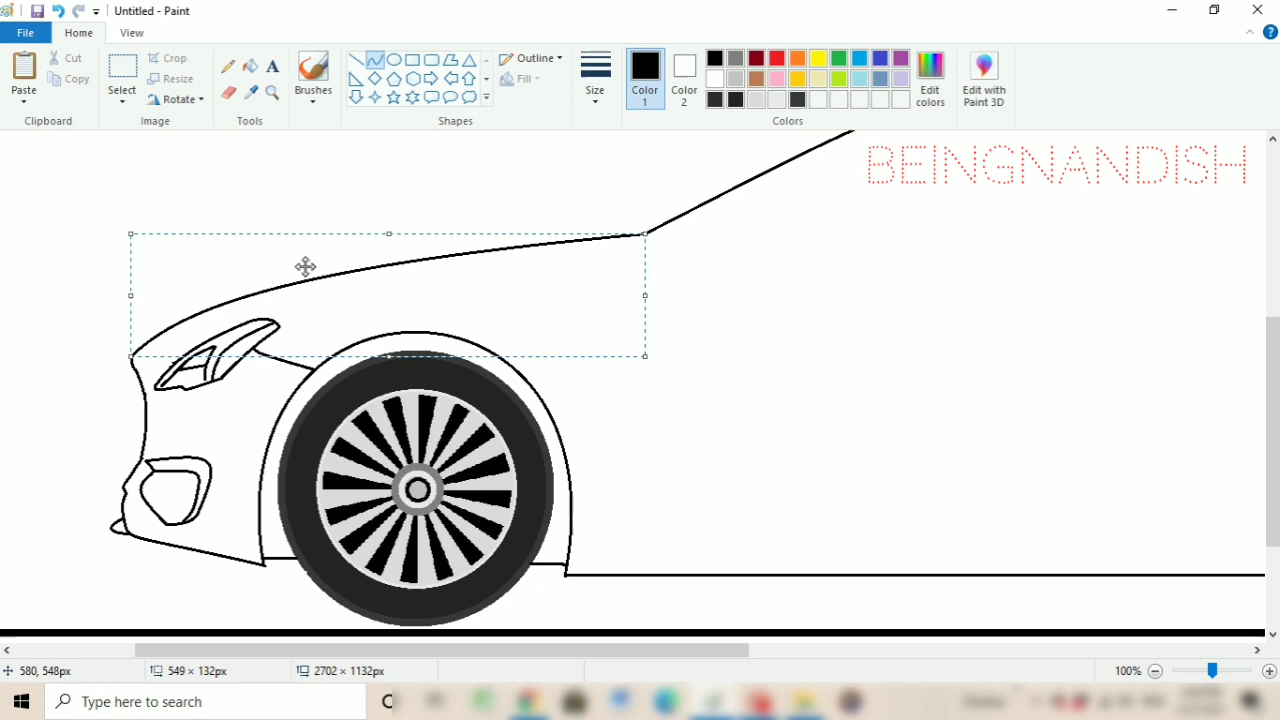 Untitled - Paint
File Home View
Paste
Cut
Copy
Clipboard
Select
Crop
Resize
Rotate
Image
Tools
Brushes
Shapes
Outline
Fill
Size
Color 1
Color 2
Edit colors
Colors
Edit with Paint 3D
BEINGNANDISH
580, 548px
549 × 132px
2702 × 1132px
100%
Type here to search